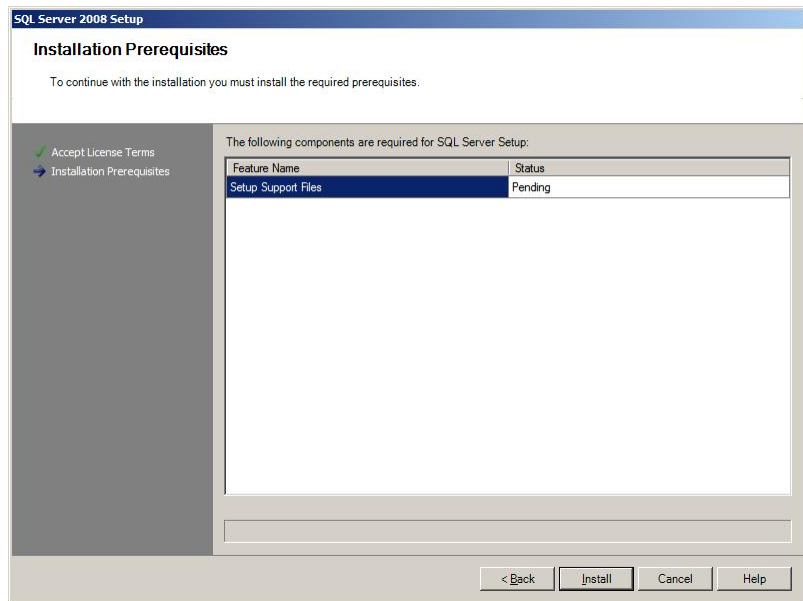 SQL Server 2008 Setup
Installation Prerequisites
To continue with the installation you must install the required prerequisites.
Accept License Terms
Installation Prerequisites
The following components are required for SQL Server Setup:
Feature Name Status
Setup Support Files Pending
< Back Install Cancel Help